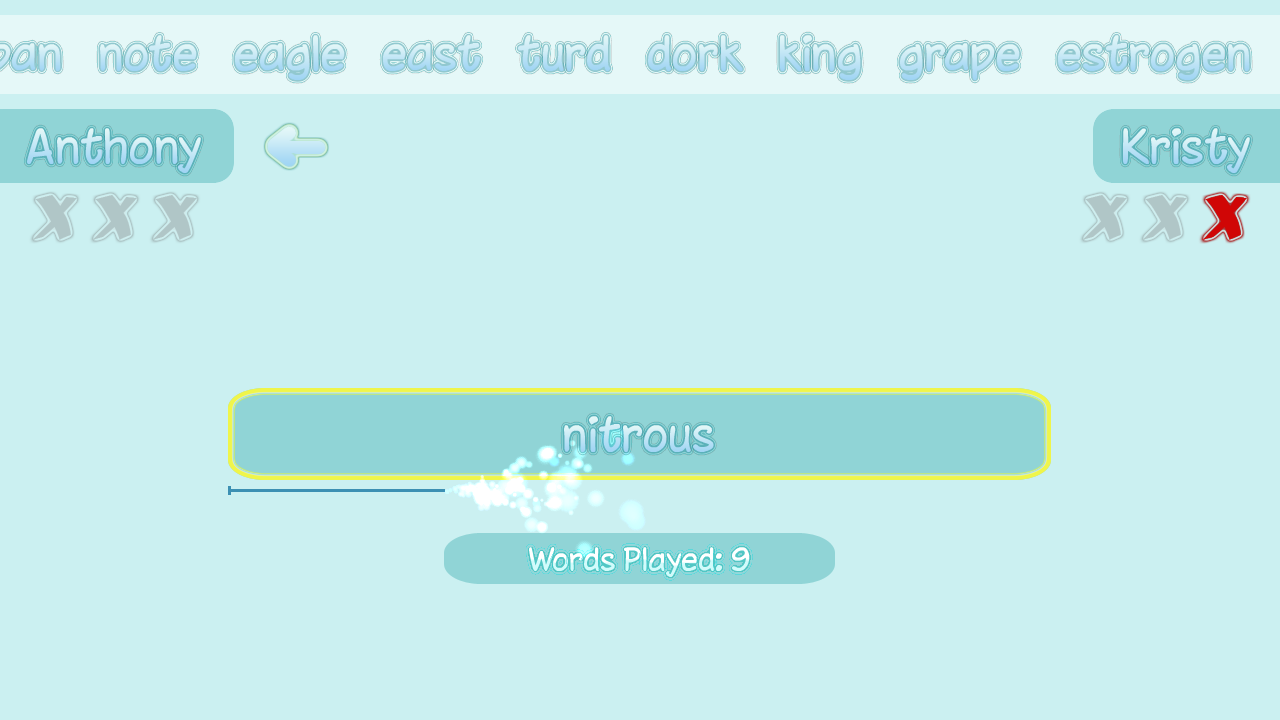 note eagle east turd dork king grape estrogen
Anthony
Kristy
X X X
X X X
nitrous
Words Played: 9